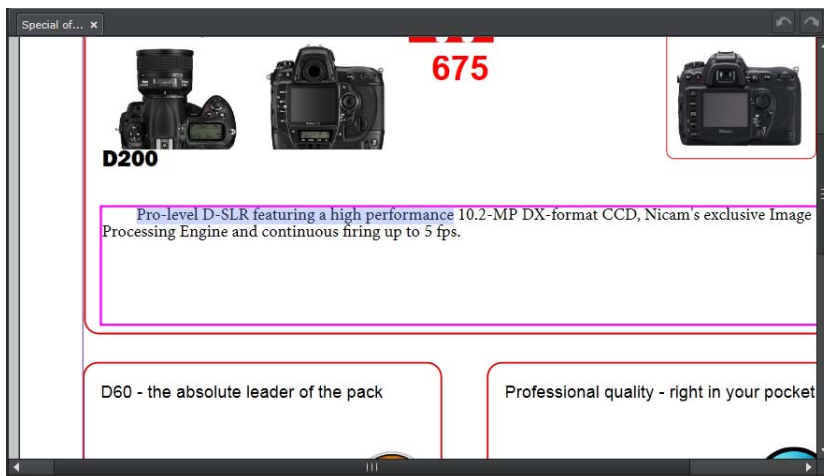 Special of...
675
D200
Pro-level D-SLR featuring a high performance 10.2-MP DX-format CCD, Nicam's exclusive Image
Processing Engine and continuous firing up to 5 fps.
D60 - the absolute leader of the pack
Professional quality - right in your pocket